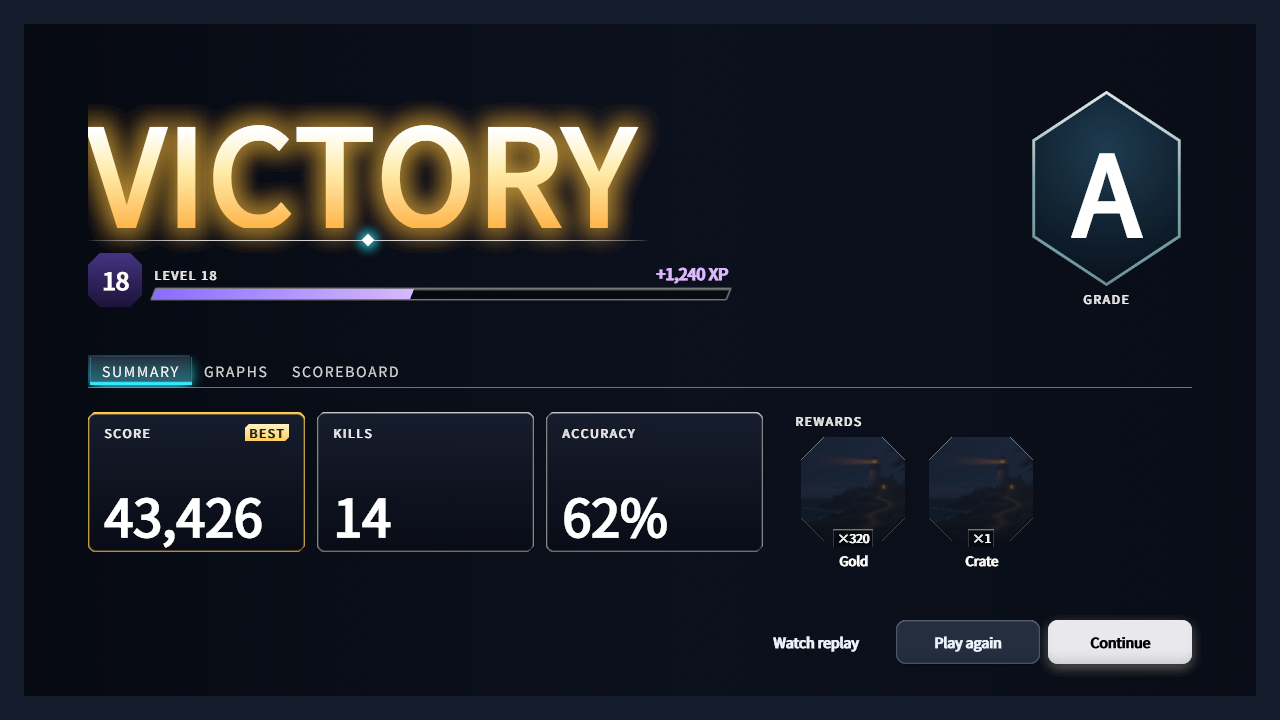 VICTORY
A
18
LEVEL 18
+1,240 XP
GRADE
SUMMARY
GRAPHS
SCOREBOARD
SCORE
BEST
43,426
KILLS
14
ACCURACY
62%
REWARDS
×320
Gold
×1
Crate
Watch replay
Play again
Continue